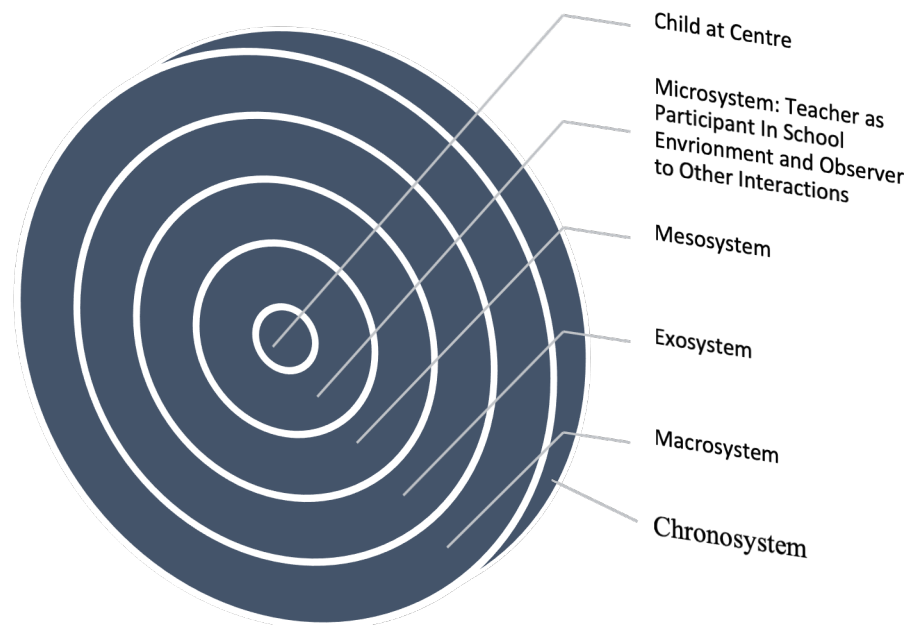 Child at Centre
Microsystem: Teacher as
Participant In School
Envrionment and Observer
to Other Interactions
Mesosystem
Exosystem
Macrosystem
Chronosystem